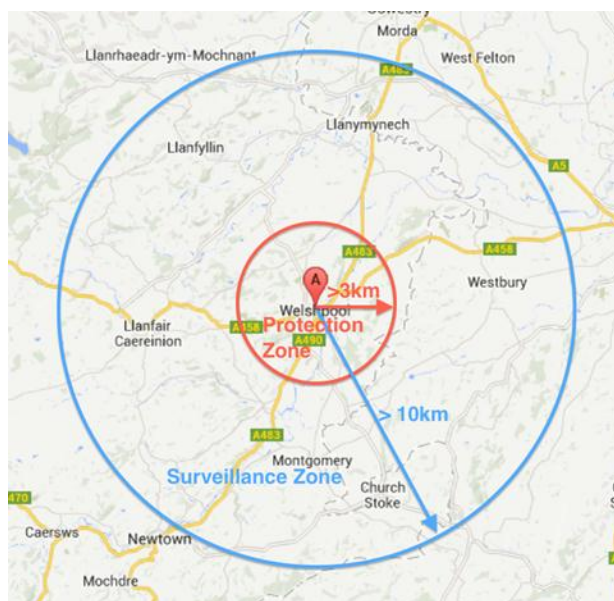 Morda
West Felton
Llanrhaeadr-ym-Mochnant
A483
Llanymynech
Llanfyllin
A5
A483
A458
A
>3km
Westbury
Welshpool
Llanfair
Caereinion
A458
Protection
Zone
A490
> 10km
A483
Montgomery
Surveillance Zone
Church
Stoke
Caersws
Newtown
Mochdre